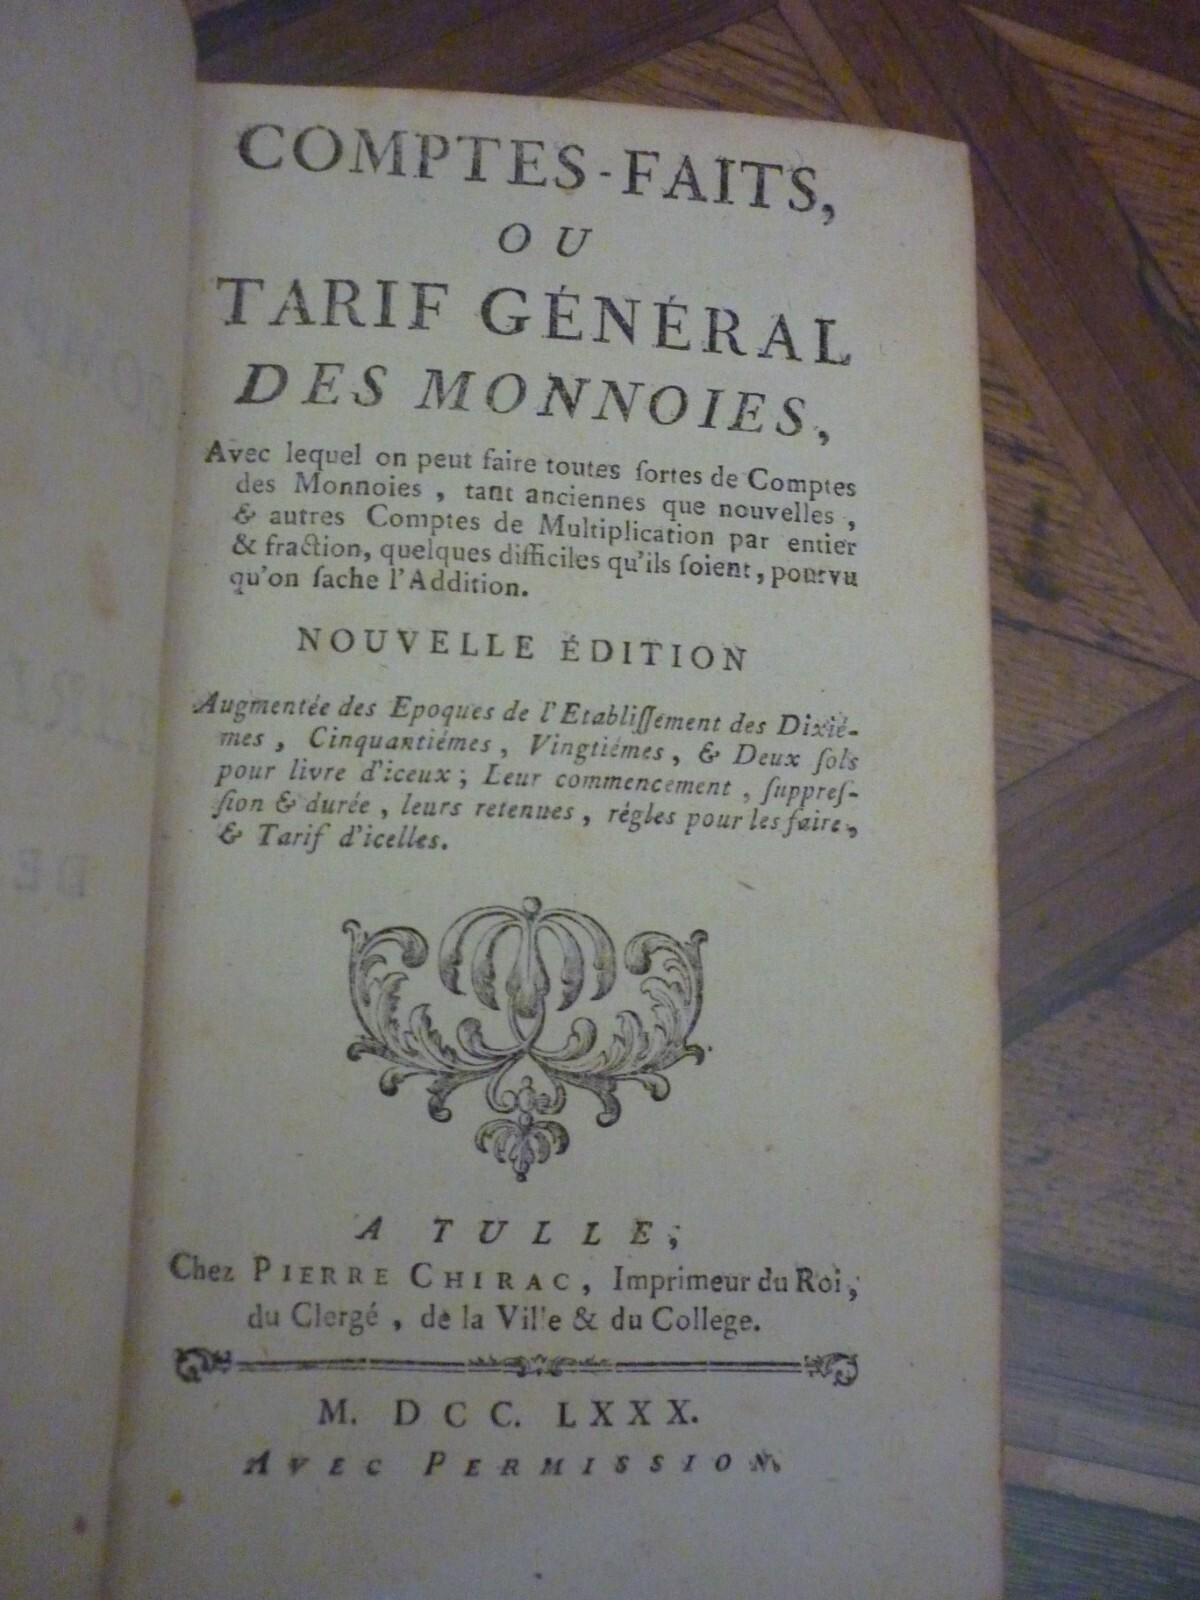 COMPTES-FAITS,
OU
TARIF GÉNÉRAL
DES MONNOIES,
Avec lequel on peut faire toutes ſortes de Comptes
des Monnoies , tant anciennes que nouvelles ,
& autres Comptes de Multiplication par entier
& fraction, quelques difficiles qu'ils ſoient, pourvu
qu'on ſache l'Addition.
NOUVELLE ÉDITION
Augmentée des Epoques de l'Etabliſſement des Dixié-
mes , Cinquantiémes , Vingtiémes , & Deux ſols
pour livre d'iceux ; Leur commencement , ſuppreſ-
ſion & durée , leurs retenues , régles pour les faire ,
& Tarif d'icelles.
A TULLE,
Chez PIERRE CHIRAC, Imprimeur du Roi,
du Clergé , de la Ville & du College.
M. DCC. LXXX.
AVEC PERMISSION.